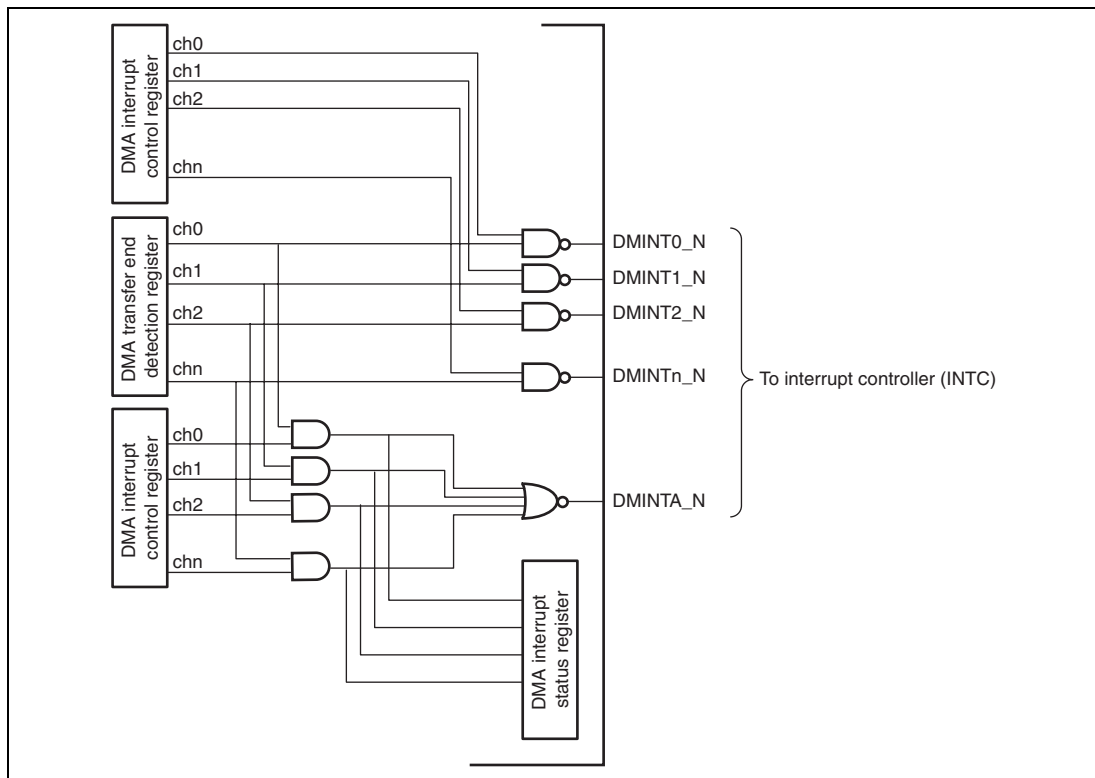 DMA interrupt
control register
ch0
ch1
ch2
chn
DMA transfer end
detection register
ch0
ch1
ch2
chn
DMA interrupt
control register
ch0
ch1
ch2
chn
DMINT0_N
DMINT1_N
DMINT2_N
DMINTn_N
DMINTA_N
To interrupt controller (INTC)
DMA interrupt
status register